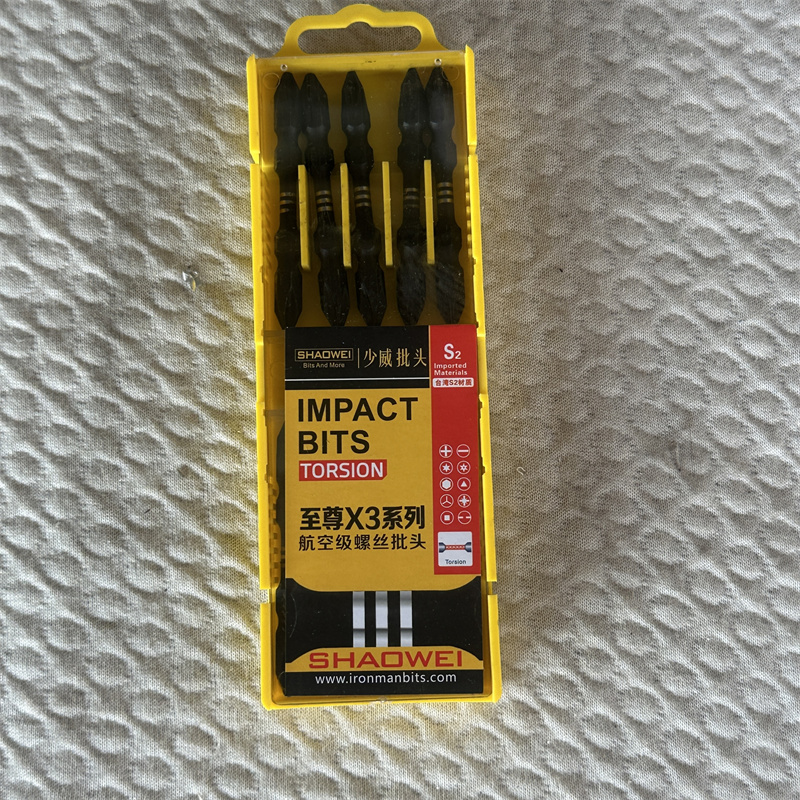 SHAOWEI
Bits And More
少威批头
S2
Imported
Materials
台湾S2材质
IMPACT
BITS
TORSION
至尊X3系列
航空级螺丝批头
Torsion
SHAOWEI
www.ironmanbits.com